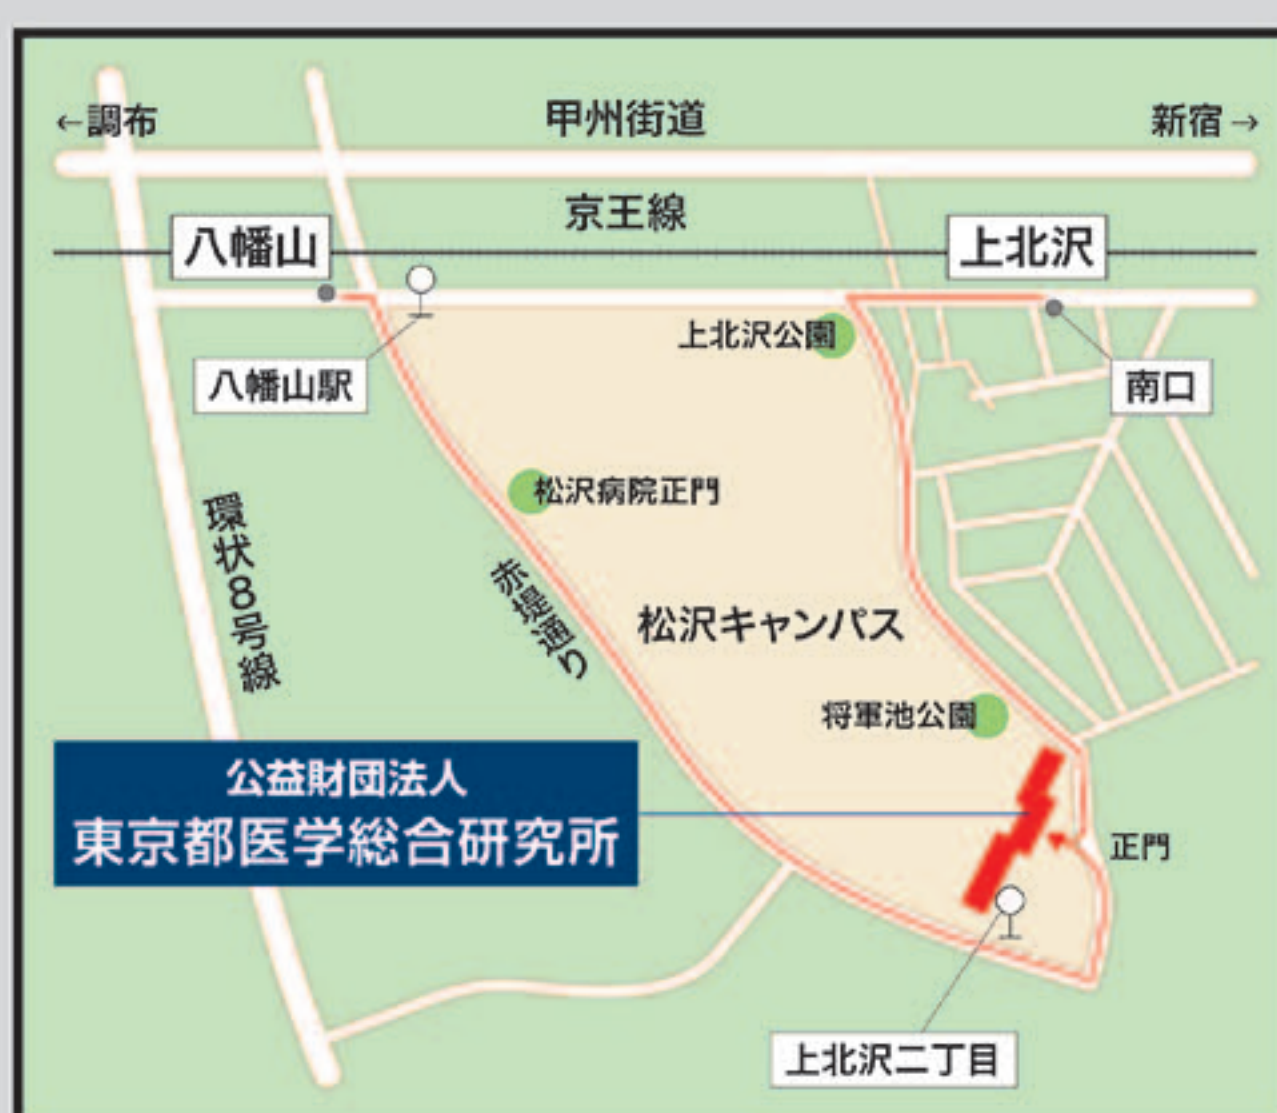 ←調布
甲州街道
新宿→
京王線
八幡山
上北沢
上北沢公園
八幡山駅
南口
松沢病院正門
環状8号線
赤堤通り
松沢キャンパス
将軍池公園
公益財団法人
東京都医学総合研究所
正門
上北沢二丁目